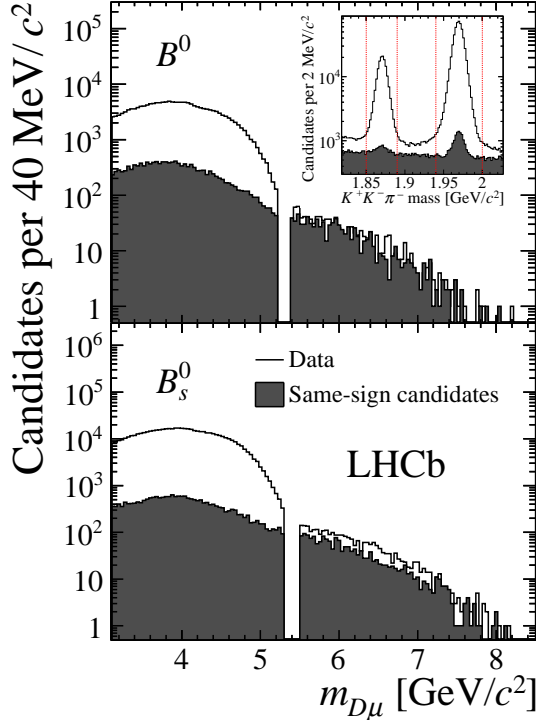 Candidates per 40 MeV/c²
10⁵
10⁴
10³
10²
10
1
B⁰
Candidates per 2 MeV/c²
10⁴
10³
1.85 1.9 1.95 2
K⁺K⁻π⁻ mass [GeV/c²]
10⁶
10⁵
10⁴
10³
10²
10
1
B⁰ₛ
Data
Same-sign candidates
LHCb
4 5 6 7 8
m_Dμ [GeV/c²]